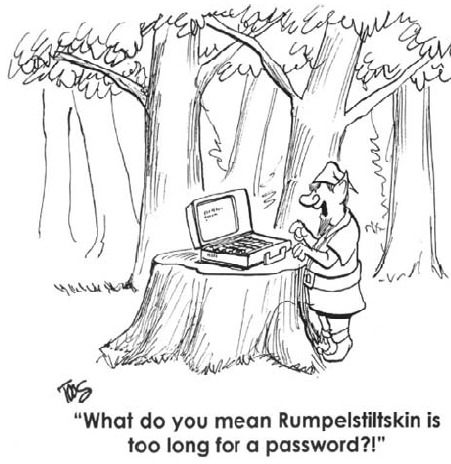 "What do you mean Rumpelstiltskin is
too long for a password?!"